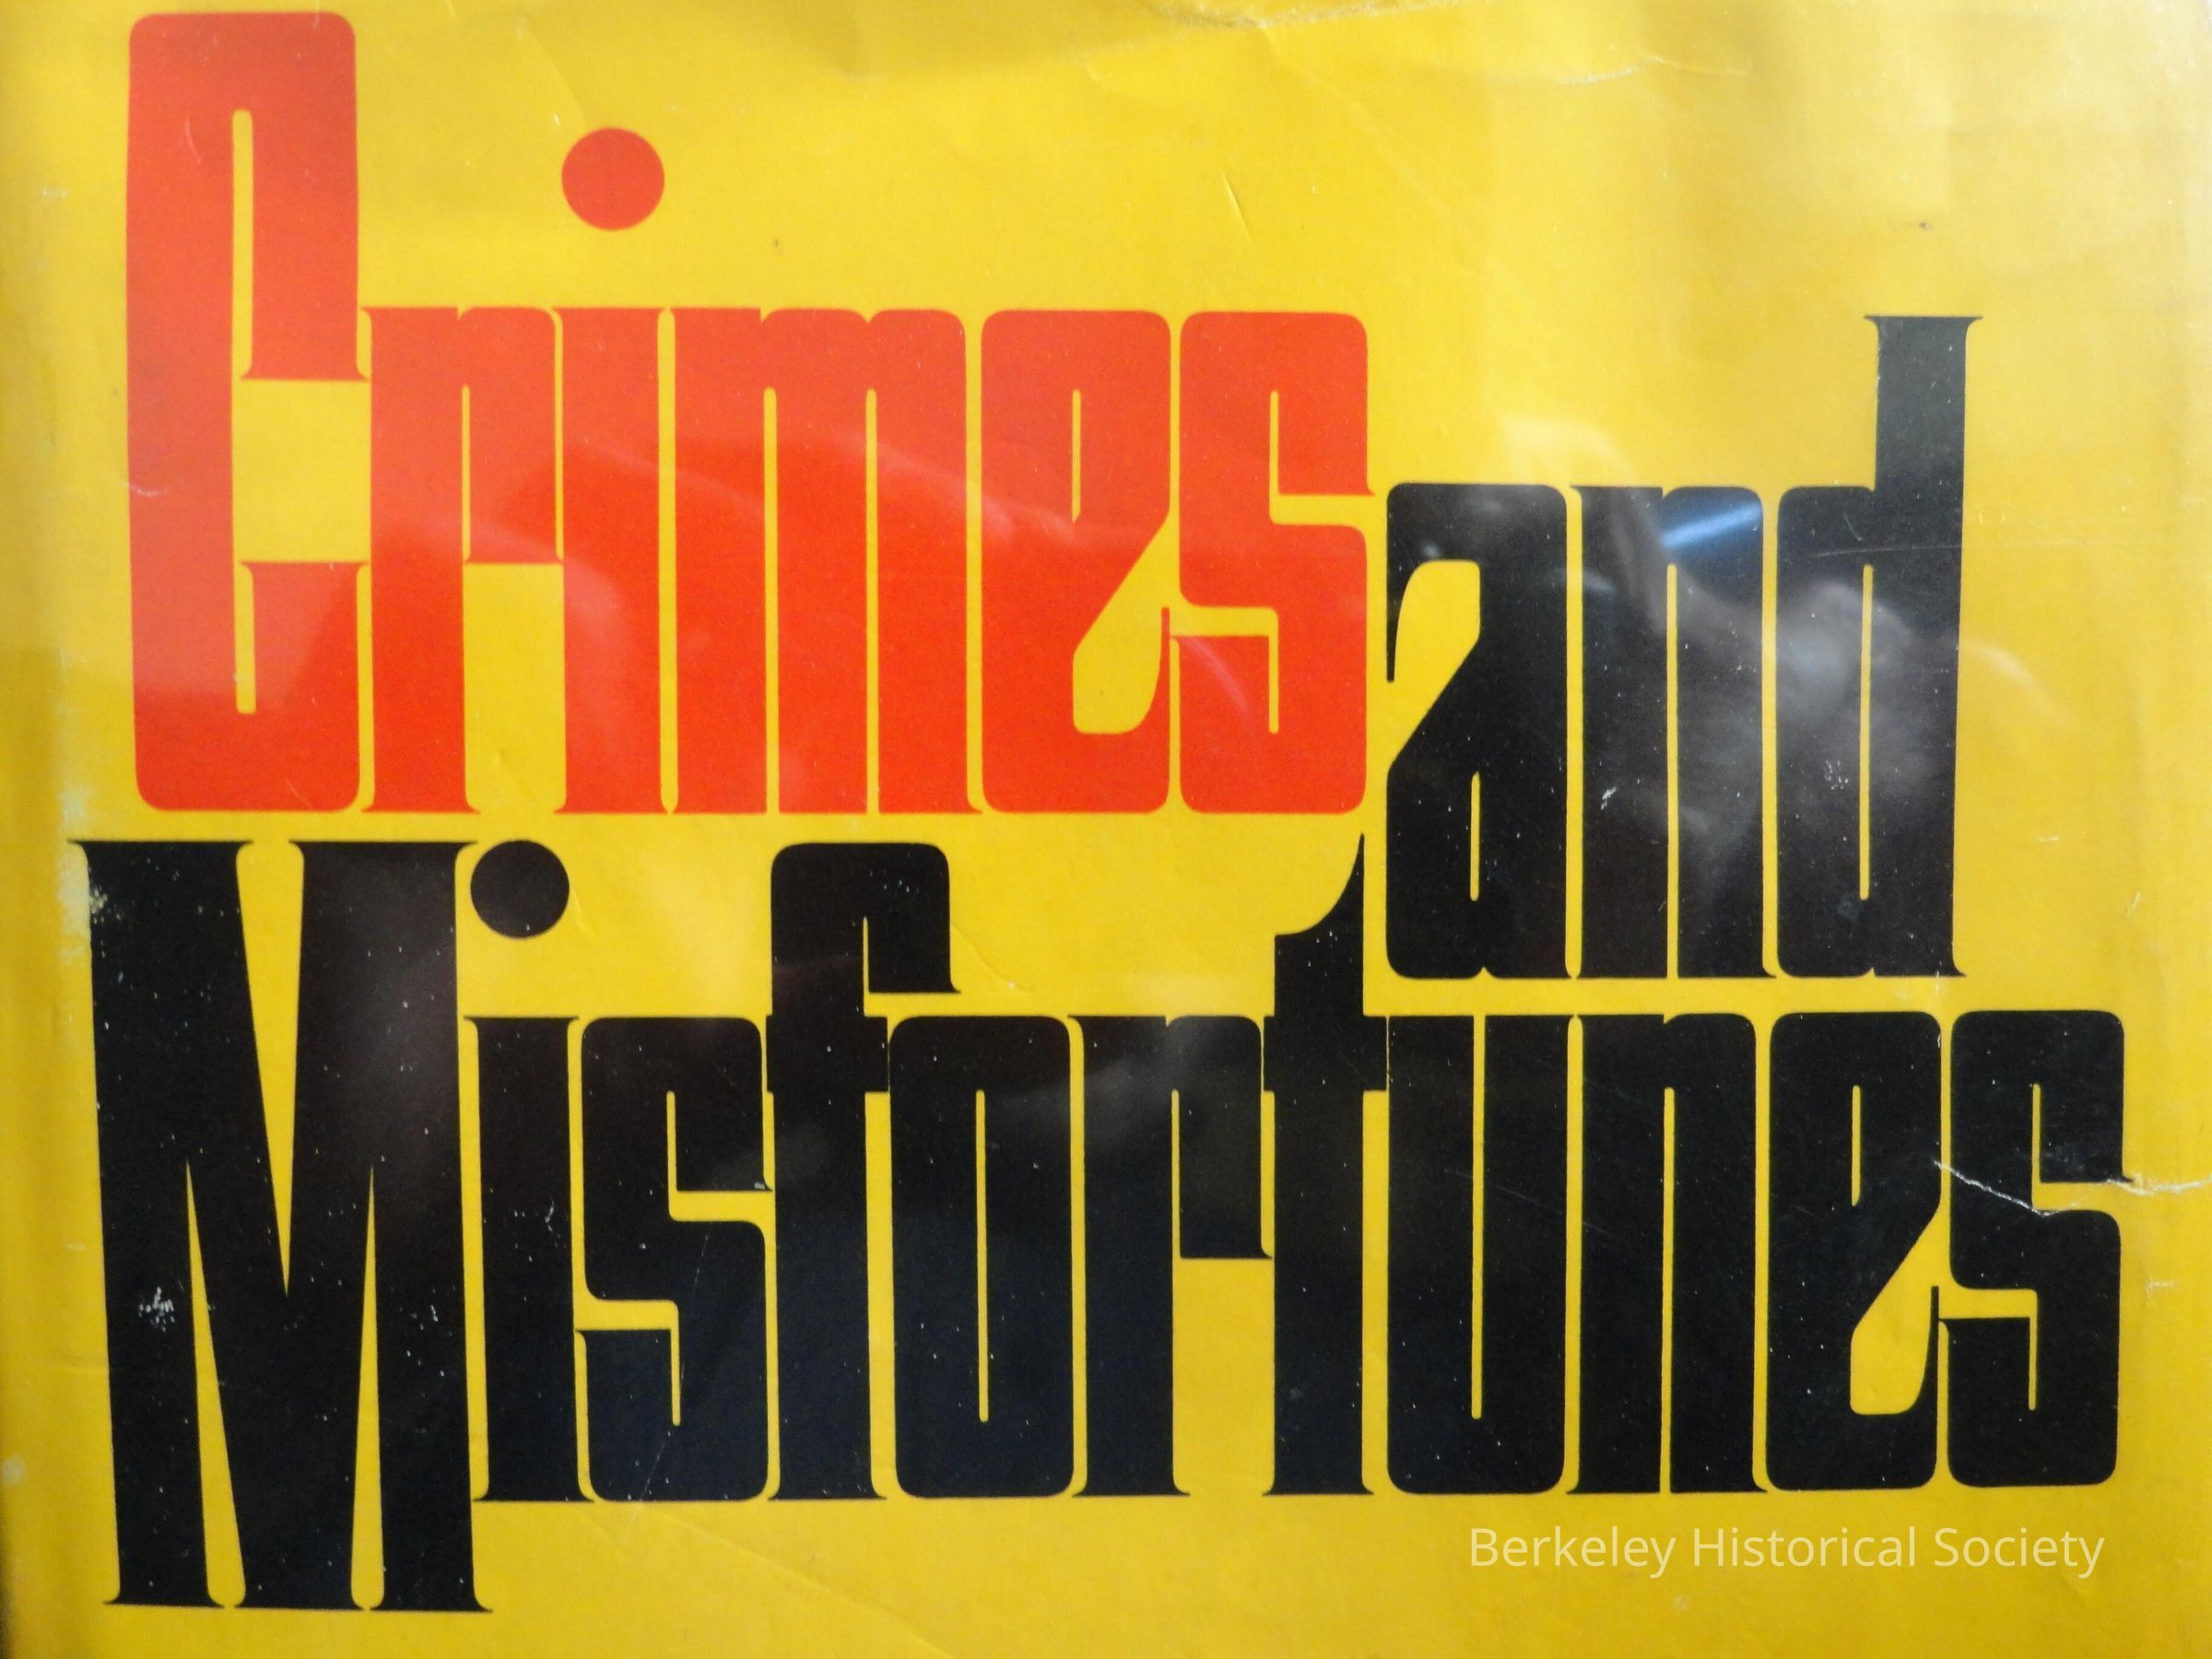 Crimes
and
Misfortunes
Berkeley Historical Society